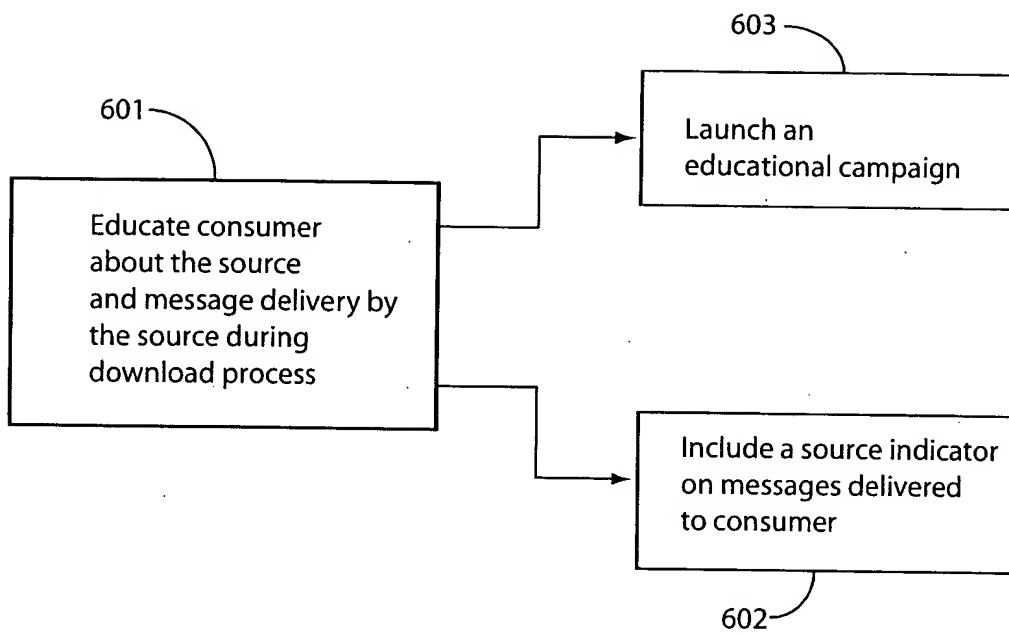 603
601
Launch an
educational campaign
Educate consumer
about the source
and message delivery by
the source during
download process
Include a source indicator
on messages delivered
to consumer
602